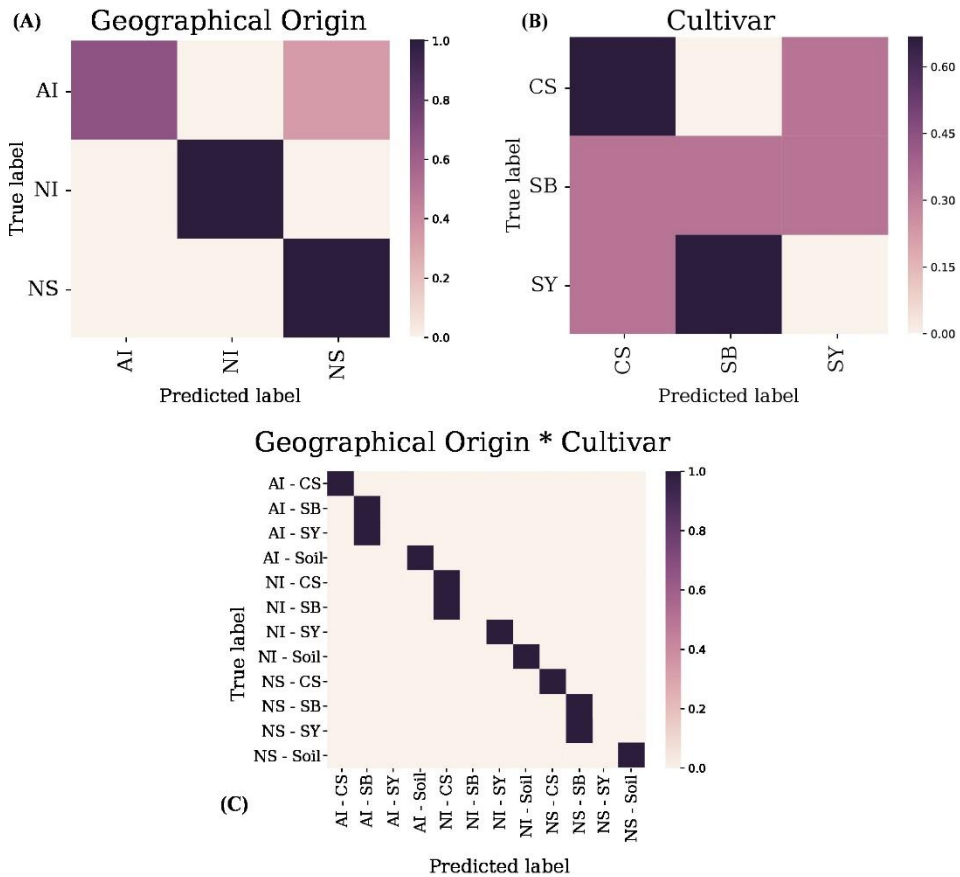 (A)
Geographical Origin
AI
NI
NS
True label
AI
NI
NS
Predicted label
1.0
0.8
0.6
0.4
0.2
0.0
(B)
Cultivar
CS
SB
SY
True label
CS
SB
SY
Predicted label
0.60
0.45
0.30
0.15
0.00
Geographical Origin * Cultivar
AI - CS
AI - SB
AI - SY
AI - Soil
NI - CS
NI - SB
NI - SY
NI - Soil
NS - CS
NS - SB
NS - SY
NS - Soil
True label
AI - CS
AI - SB
AI - SY
AI - Soil
NI - CS
NI - SB
NI - SY
NI - Soil
NS - CS
NS - SB
NS - SY
NS - Soil
Predicted label
1.0
0.8
0.6
0.4
0.2
0.0
(C)